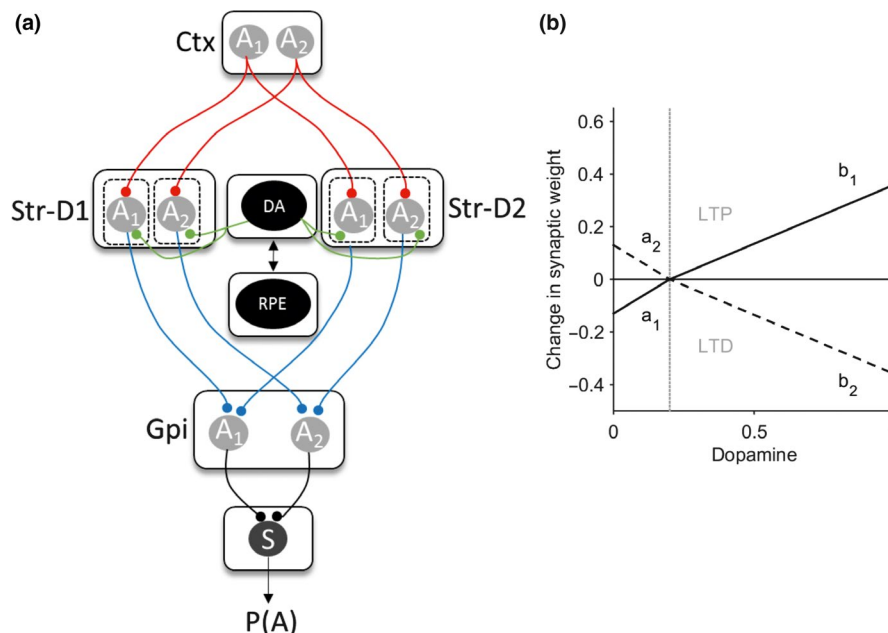 (a)
Ctx
A1 A2
Str-D1
A1 A2
DA
A1 A2
Str-D2
RPE
Gpi
A1 A2
S
P(A)
(b)
Change in synaptic weight
0.6
0.4
0.2
0
−0.2
−0.4
LTP
LTD
a2
a1
b1
b2
0 0.5
Dopamine